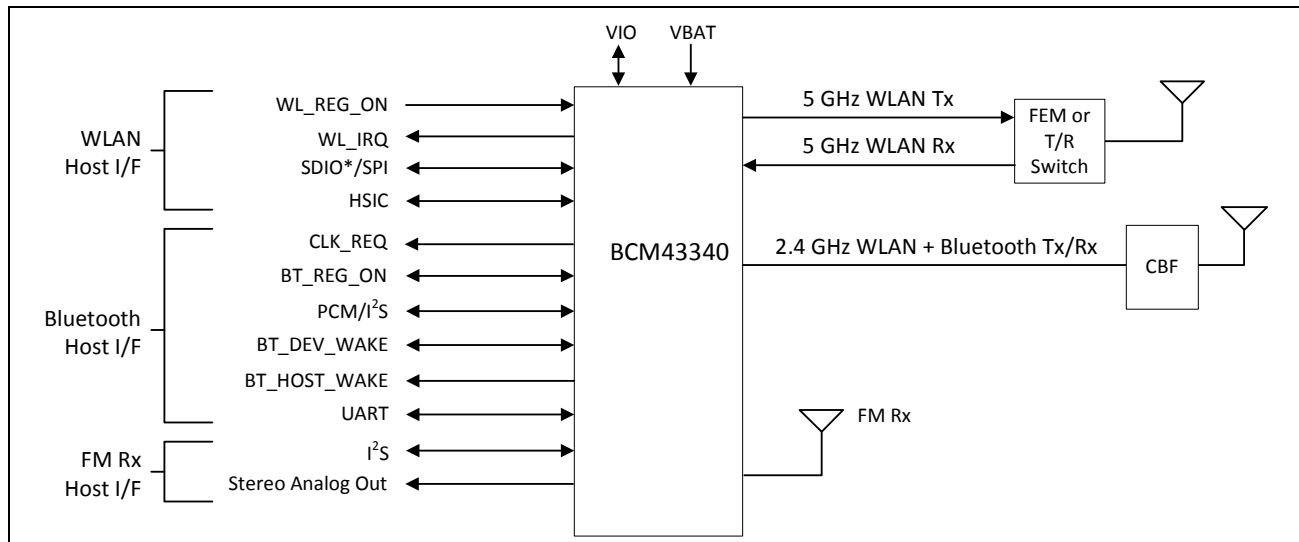 VIO
VBAT
WLAN
Host I/F
WL_REG_ON
WL_IRQ
SDIO*/SPI
HSIC
Bluetooth
Host I/F
CLK_REQ
BT_REG_ON
PCM/I²S
BT_DEV_WAKE
BT_HOST_WAKE
UART
FM Rx
Host I/F
I²S
Stereo Analog Out
BCM43340
5 GHz WLAN Tx
5 GHz WLAN Rx
FEM or
T/R
Switch
2.4 GHz WLAN + Bluetooth Tx/Rx
CBF
FM Rx